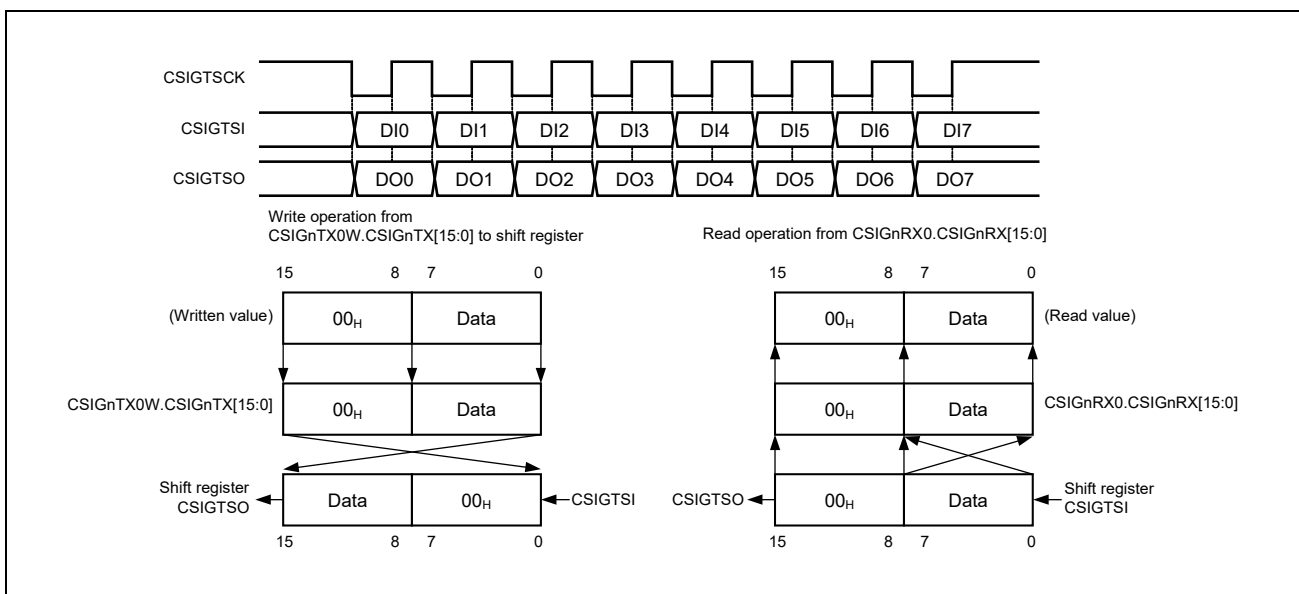 CSIGTSCK
CSIGTSI DI0 DI1 DI2 DI3 DI4 DI5 DI6 DI7
CSIGTSO DO0 DO1 DO2 DO3 DO4 DO5 DO6 DO7
Write operation from
CSIGnTX0W.CSIGnTX[15:0] to shift register
15 8 7 0
(Written value) 00H Data
CSIGnTX0W.CSIGnTX[15:0] 00H Data
Shift register
CSIGTSO Data 00H CSIGTSI
15 8 7 0
Read operation from CSIGnRX0.CSIGnRX[15:0]
15 8 7 0
00H Data (Read value)
00H Data CSIGnRX0.CSIGnRX[15:0]
CSIGTSO 00H Data Shift register
CSIGTSI
15 8 7 0